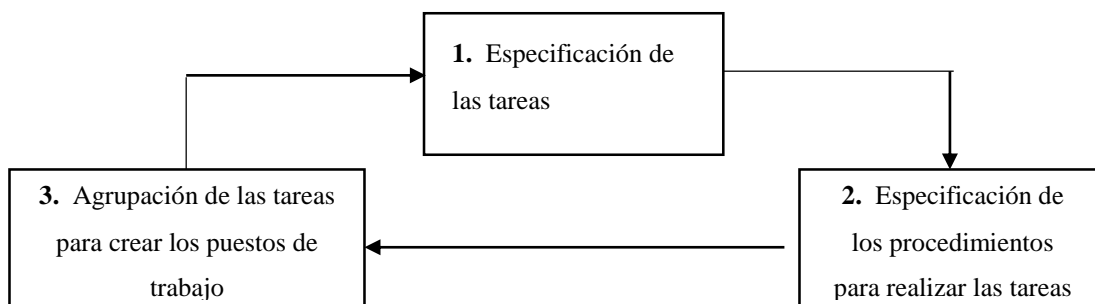 1. Especificación de
las tareas
3. Agrupación de las tareas
para crear los puestos de
trabajo
2. Especificación de
los procedimientos
para realizar las tareas